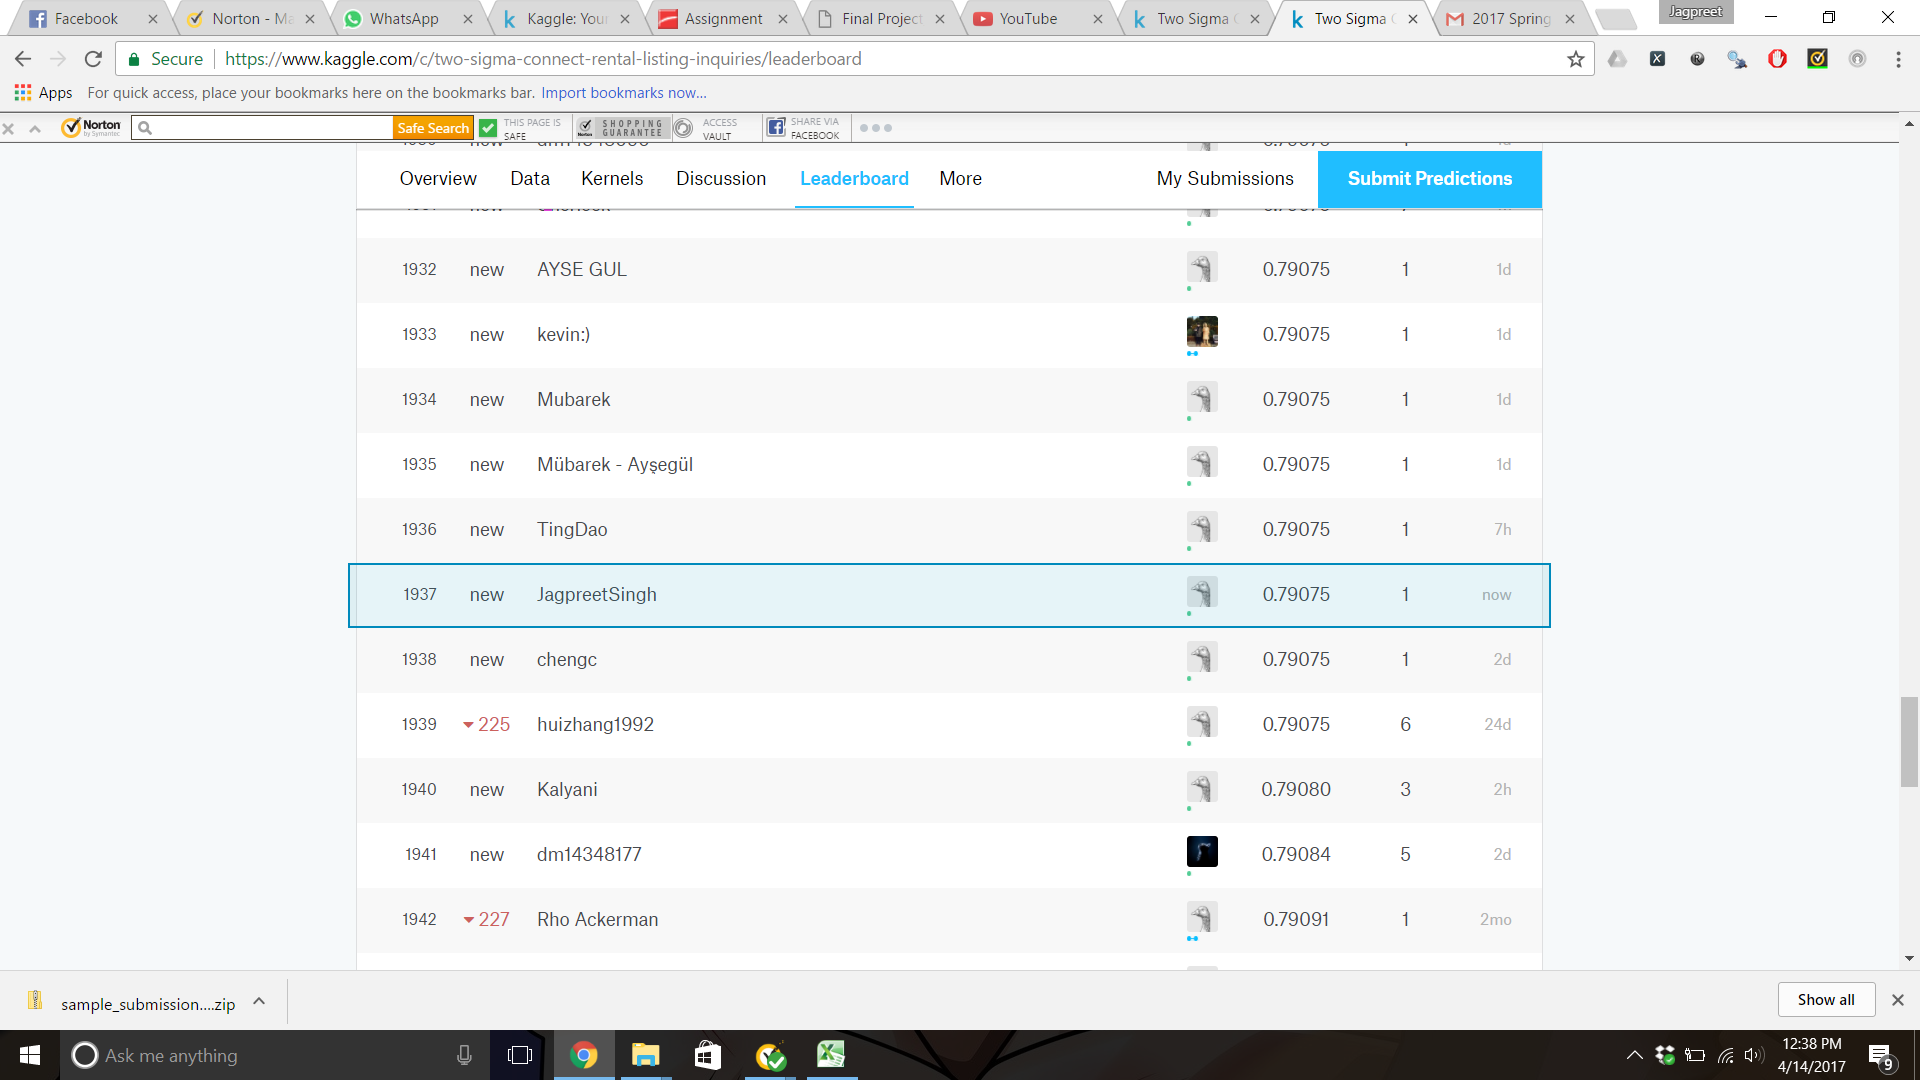 Facebook
Norton - Ma
WhatsApp
Kaggle: Your
Assignment
Final Project
YouTube
Two Sigma C
Two Sigma C
2017 Spring
Jagpreet
Secure https://www.kaggle.com/c/two-sigma-connect-rental-listing-inquiries/leaderboard
Apps For quick access, place your bookmarks here on the bookmarks bar. Import bookmarks now...
Norton by Symantec Safe Search THIS PAGE IS SAFE Norton SHOPPING GUARANTEE ACCESS VAULT SHARE VIA FACEBOOK
Overview Data Kernels Discussion Leaderboard More My Submissions Submit Predictions
1932 new AYSE GUL 0.79075 1 1d
1933 new kevin:) 0.79075 1 1d
1934 new Mubarek 0.79075 1 1d
1935 new Mübarek - Ayşegül 0.79075 1 1d
1936 new TingDao 0.79075 1 7h
1937 new JagpreetSingh 0.79075 1 now
1938 new chengc 0.79075 1 2d
1939 225 huizhang1992 0.79075 6 24d
1940 new Kalyani 0.79080 3 2h
1941 new dm14348177 0.79084 5 2d
1942 227 Rho Ackerman 0.79091 1 2mo
sample_submission....zip
Show all
Ask me anything
12:38 PM
4/14/2017
9